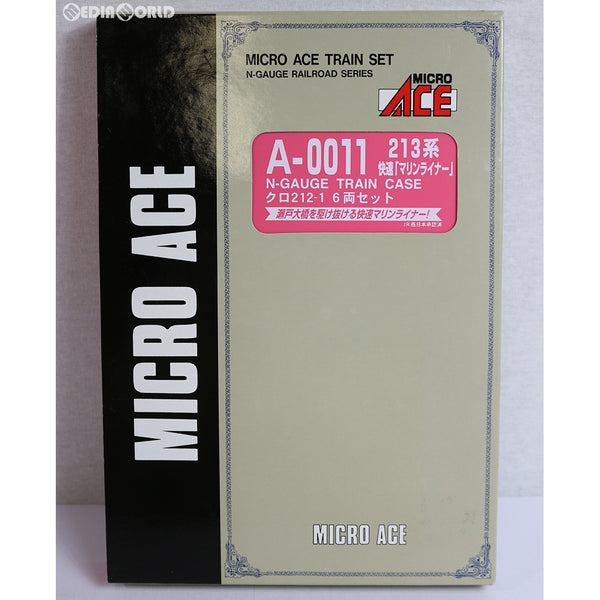 MEDIAWORLD
MICRO ACE TRAIN SET
N-GAUGE RAILROAD SERIES
MICRO
ACE
A-0011
213系
快速「マリンライナー」
N-GAUGE TRAIN CASE
クロ212-1 6両セット
瀬戸大橋を駆け抜ける快速マリンライナー!
JR西日本承認済
MICRO ACE
MICRO ACE